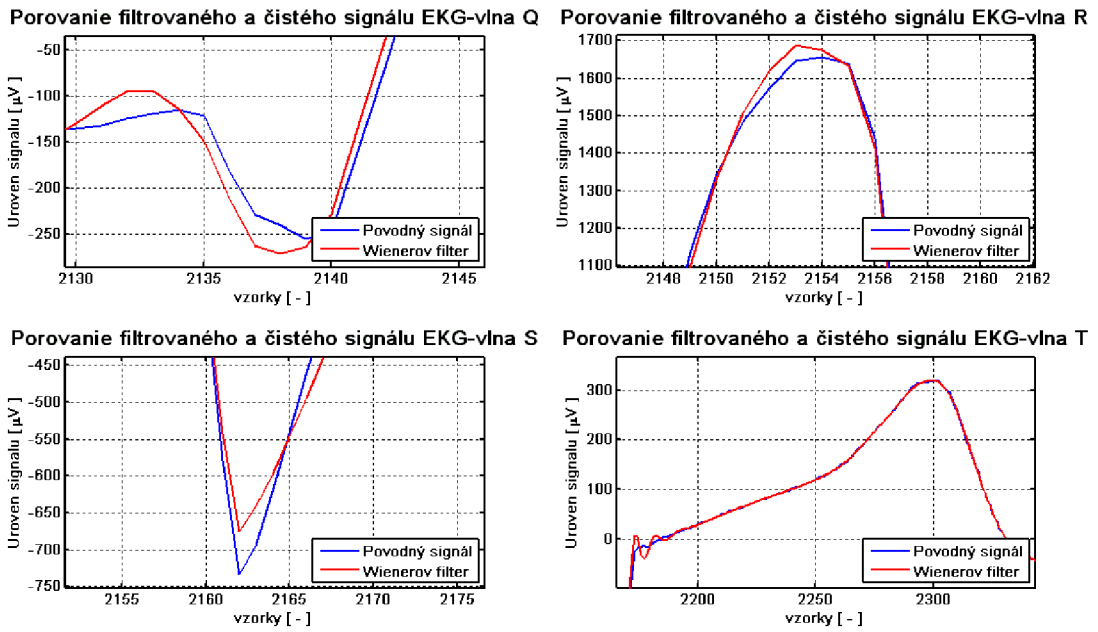 Porovanie filtrovaného a čistého signálu EKG-vlna Q
Uroven signalu [ µV ]
-50
-100
-150
-200
-250
2130 2135 2140 2145
vzorky [ - ]
Povodný signál
Wienerov filter
Porovanie filtrovaného a čistého signálu EKG-vlna R
Uroven signalu [ µV ]
1700
1600
1500
1400
1300
1200
1100
2148 2150 2152 2154 2156 2158 2160 2162
vzorky [ - ]
Povodný signál
Wienerov filter
Porovanie filtrovaného a čistého signálu EKG-vlna S
Uroven signalu [ µV ]
-450
-500
-550
-600
-650
-700
-750
2155 2160 2165 2170 2175
vzorky [ - ]
Povodný signál
Wienerov filter
Porovanie filtrovaného a čistého signálu EKG-vlna T
Uroven signalu [ µV ]
300
200
100
0
2200 2250 2300
vzorky [ - ]
Povodný signál
Wienerov filter